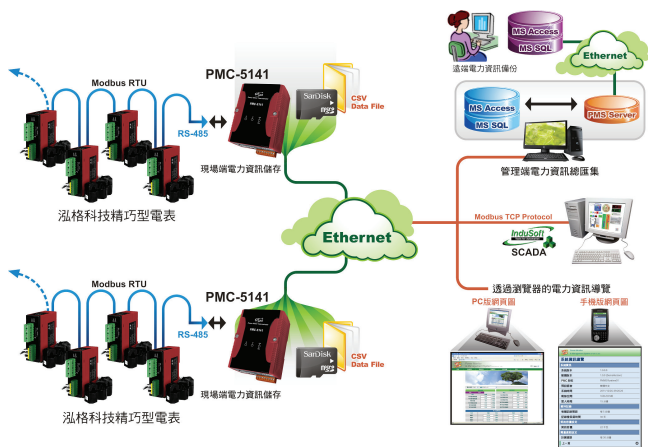 MS Access
MS SQL
遠端電力資訊備份
Ethernet
MS Access
MS SQL
PMS Server
管理端電力資訊總匯集
Modbus RTU
PMC-5141
SanDisk
micro
CSV
Data File
RS-485
現場端電力資訊儲存
泓格科技精巧型電表
Ethernet
Modbus TCP Protocol
InduSoft
SCADA
Modbus RTU
PMC-5141
SanDisk
micro
CSV
Data File
RS-485
現場端電力資訊儲存
泓格科技精巧型電表
透過瀏覽器的電力資訊導覽
PC版網頁圖
手機版網頁圖